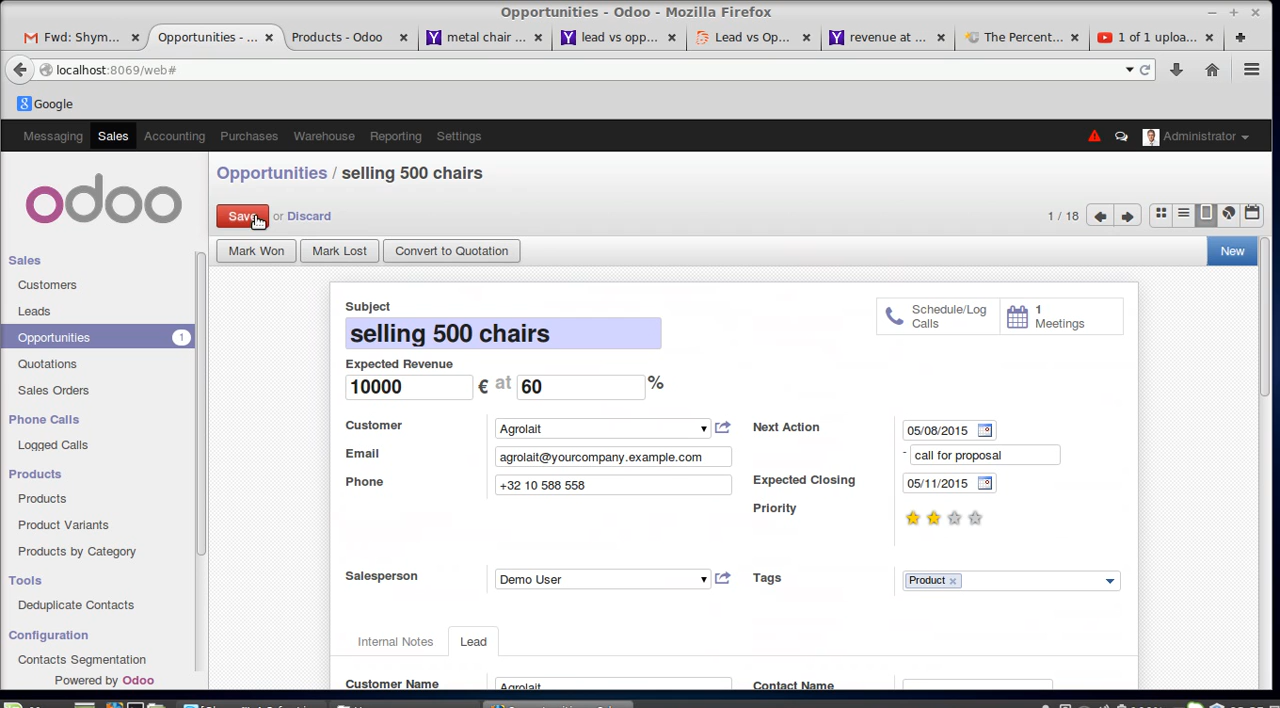 Opportunities - Odoo - Mozilla Firefox
Fwd: Shym...
Opportunities - ...
Products - Odoo
metal chair ...
lead vs opp...
Lead vs Op...
revenue at ...
The Percent...
1 of 1 uploa...
localhost:8069/web#
Google
Messaging Sales Accounting Purchases Warehouse Reporting Settings
Administrator
odoo
Opportunities / selling 500 chairs
Save or Discard
1 / 18
Mark Won Mark Lost Convert to Quotation
New
Sales
Customers
Leads
Opportunities 1
Quotations
Sales Orders
Phone Calls
Logged Calls
Products
Products
Product Variants
Products by Category
Tools
Deduplicate Contacts
Configuration
Contacts Segmentation
Powered by Odoo
Subject
selling 500 chairs
Schedule/Log
Calls
1
Meetings
Expected Revenue
10000 € at 60 %
Customer Agrolait
Email agrolait@yourcompany.example.com
Phone +32 10 588 558
Next Action 05/08/2015
- call for proposal
Expected Closing 05/11/2015
Priority
Salesperson Demo User
Tags Product x
Internal Notes Lead
Customer Name Agrolait
Contact Name